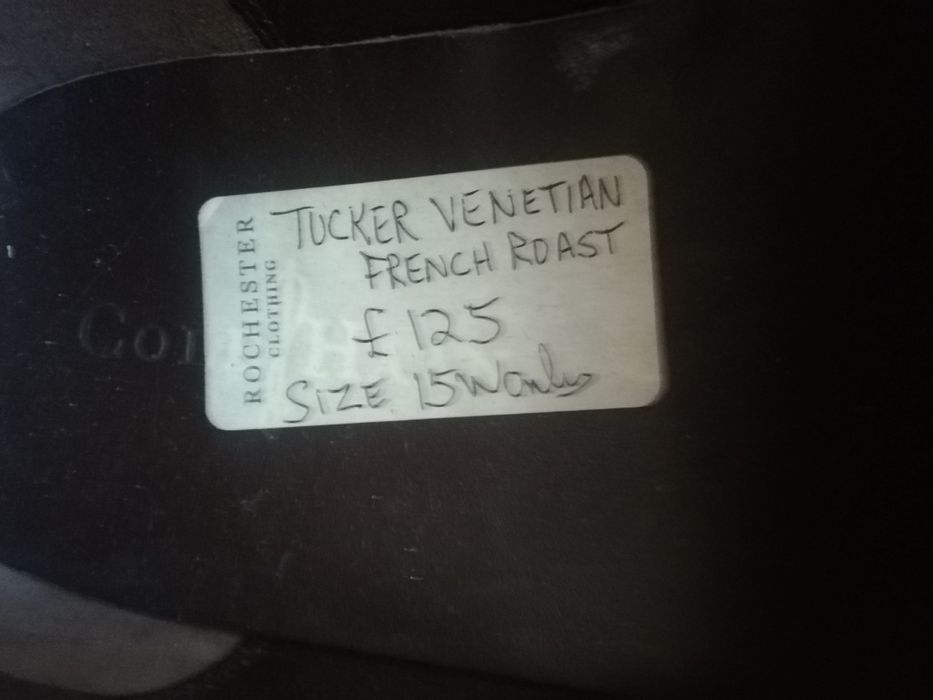 ROCHESTER
CLOTHING
TUCKER VENETIAN
FRENCH ROAST
£125
SIZE 15W only